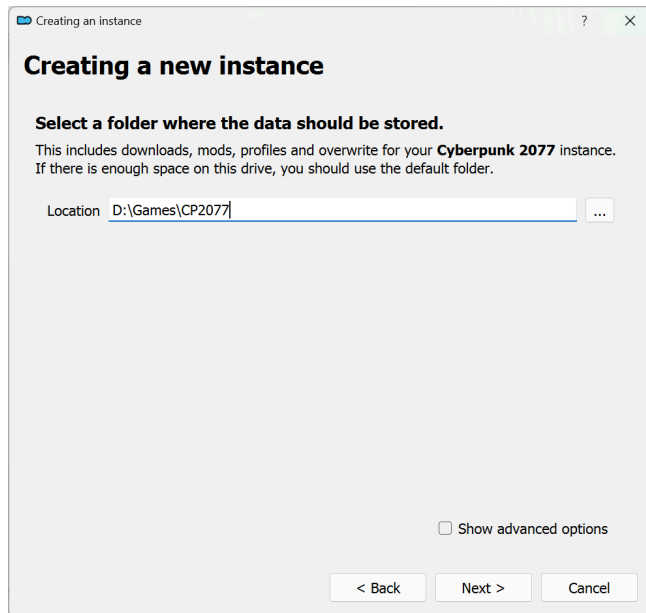 Creating an instance
?
Creating a new instance
Select a folder where the data should be stored.
This includes downloads, mods, profiles and overwrite for your Cyberpunk 2077 instance.
If there is enough space on this drive, you should use the default folder.
Location D:\Games\CP2077 ...
Show advanced options
< Back Next > Cancel